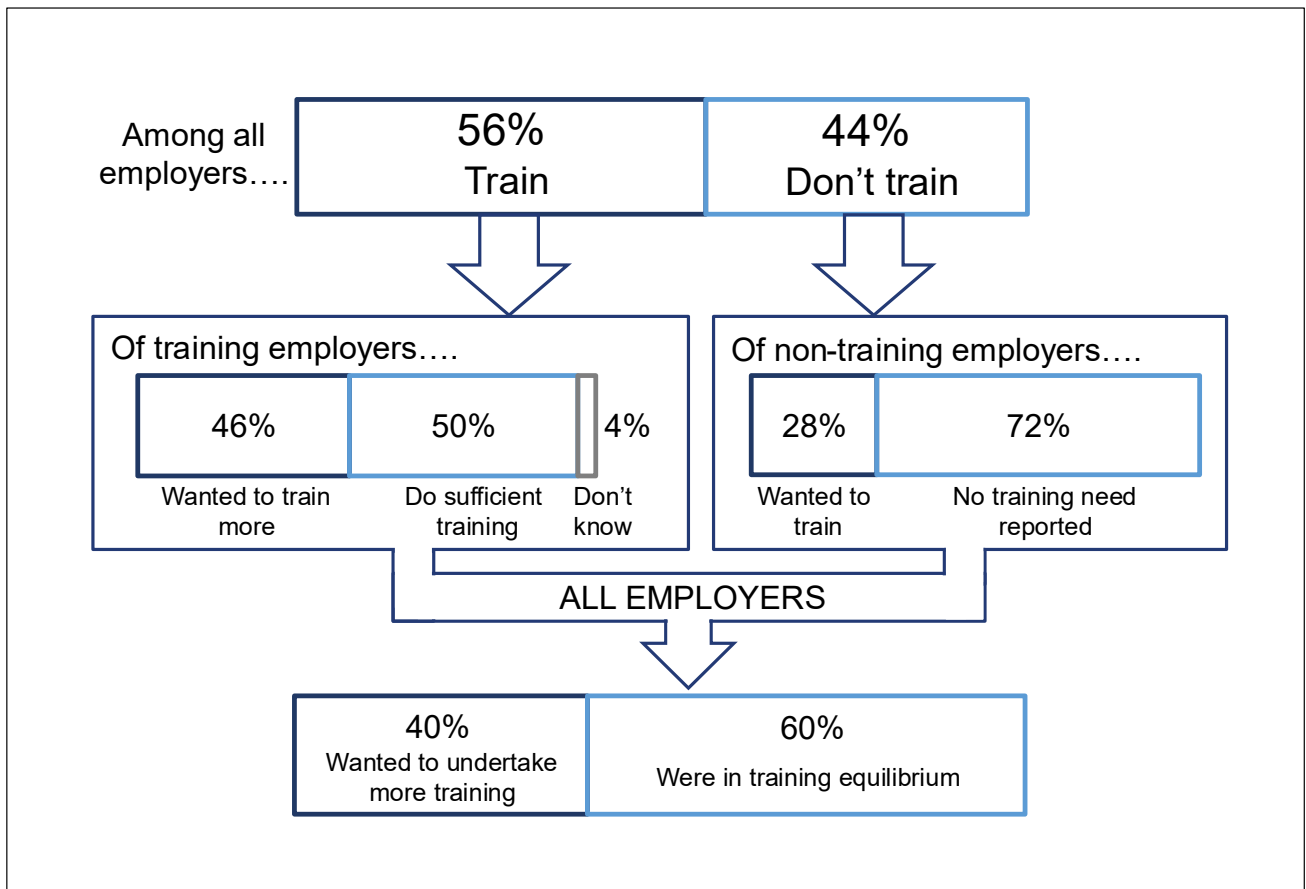 Among all
employers….
56%
Train
44%
Don’t train
Of training employers….
46%
50%
4%
Wanted to train
more
Do sufficient
training
Don’t
know
Of non-training employers….
28%
72%
Wanted to
train
No training need
reported
ALL EMPLOYERS
40%
Wanted to undertake
more training
60%
Were in training equilibrium